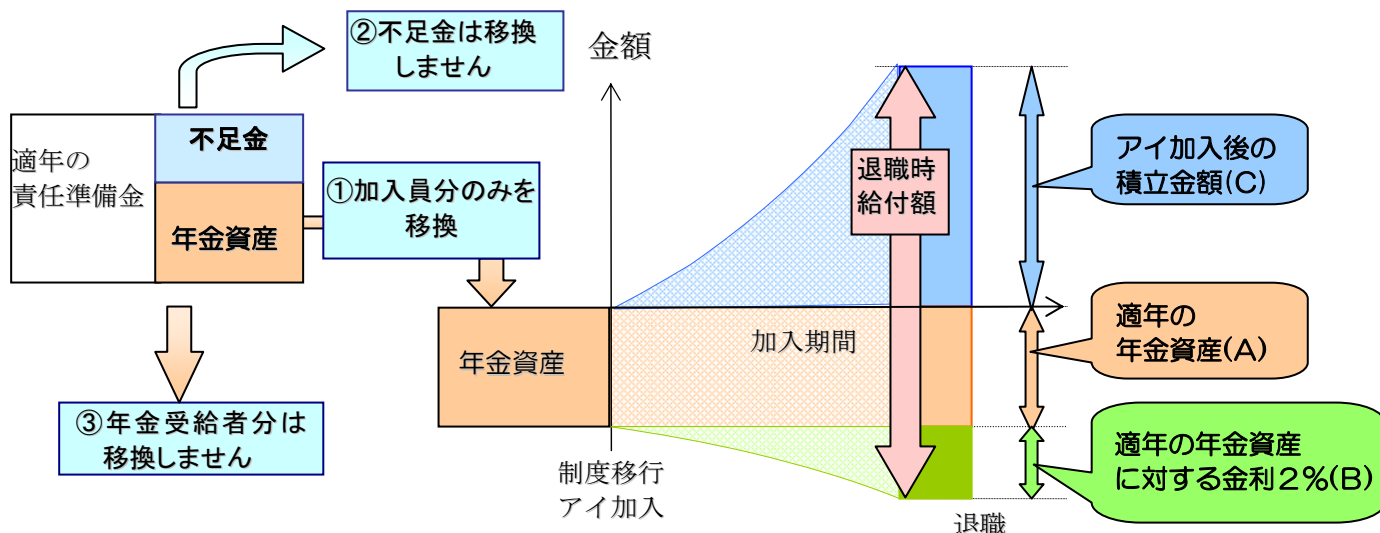 ②不足金は移換
しません
金額
不足金
適年の
責任準備金
年金資産
①加入員分のみを
移換
退職時
給付額
アイ加入後の
積立金額(C)
年金資産
加入期間
適年の
年金資産(A)
③年金受給者分は
移換しません
制度移行
アイ加入
適年の年金資産
に対する金利２%(B)
退職